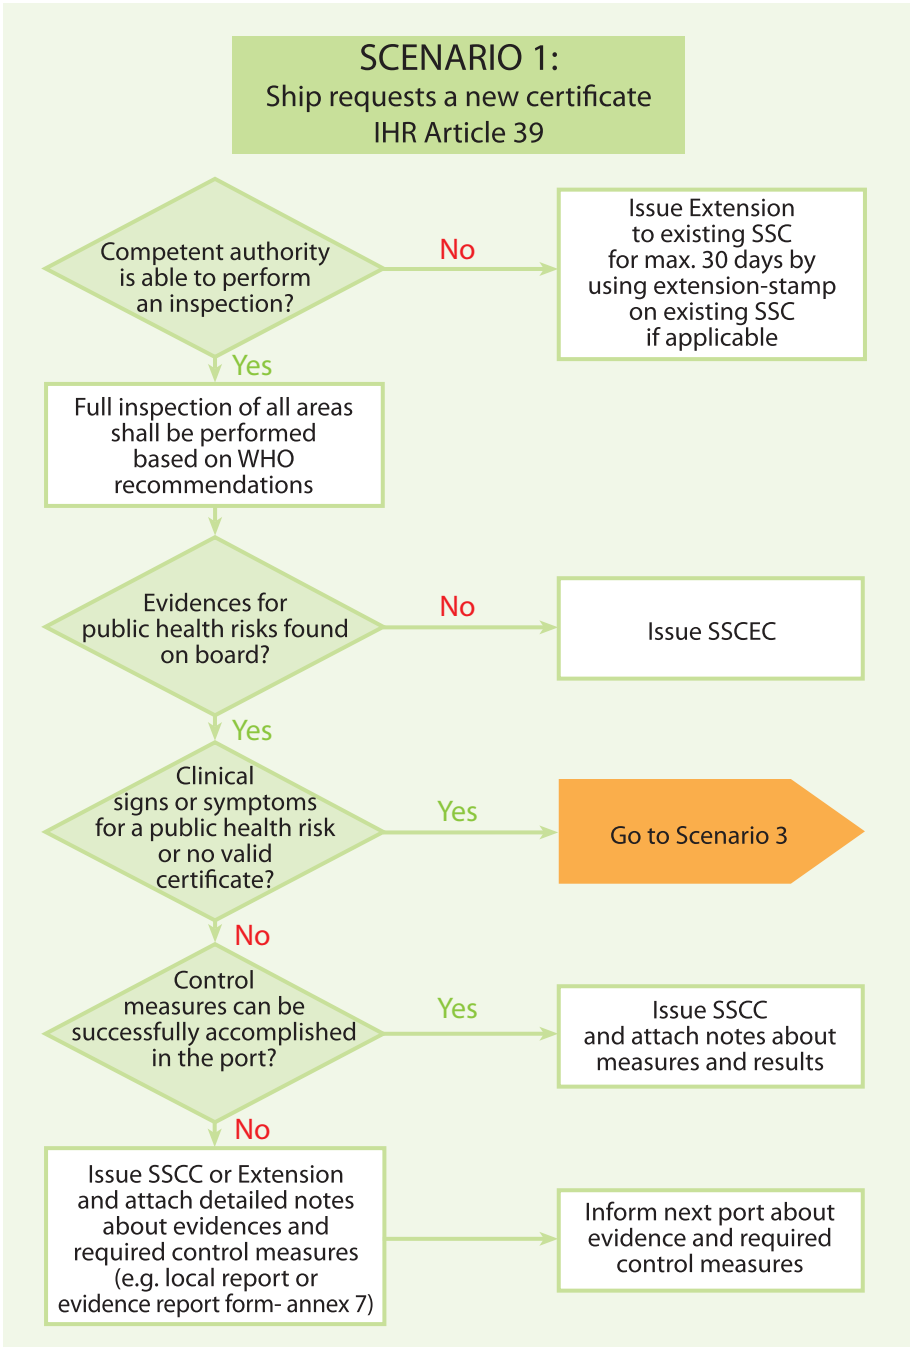 SCENARIO 1:
Ship requests a new certificate
IHR Article 39
Competent authority
is able to perform
an inspection?
No
Issue Extension
to existing SSC
for max. 30 days by
using extension-stamp
on existing SSC
if applicable
Yes
Full inspection of all areas
shall be performed
based on WHO
recommendations
Evidences for
public health risks found
on board?
No
Issue SSCEC
Yes
Clinical
signs or symptoms
for a public health risk
or no valid
certificate?
Yes
Go to Scenario 3
No
Control
measures can be
successfully accomplished
in the port?
Yes
Issue SSCC
and attach notes about
measures and results
No
Issue SSCC or Extension
and attach detailed notes
about evidences and
required control measures
(e.g. local report or
evidence report form- annex 7)
Inform next port about
evidence and required
control measures